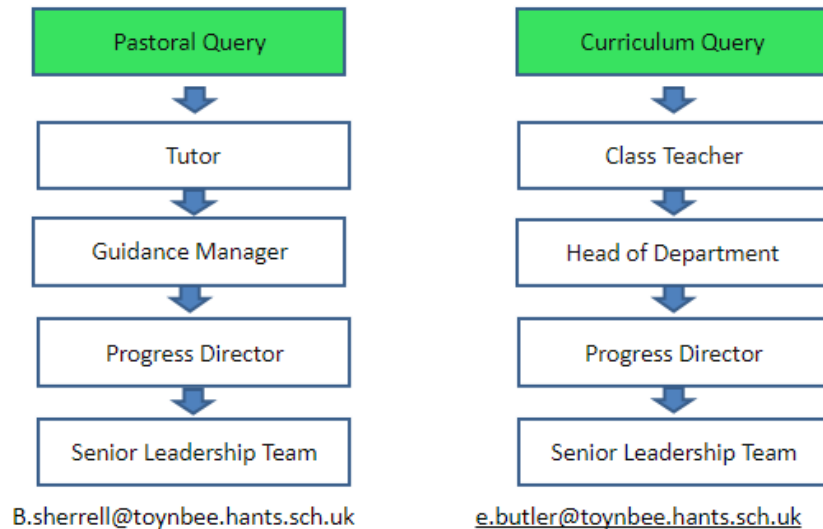 Pastoral Query
Tutor
Guidance Manager
Progress Director
Senior Leadership Team
B.sherrell@toynbee.hants.sch.uk
Curriculum Query
Class Teacher
Head of Department
Progress Director
Senior Leadership Team
e.butler@toynbee.hants.sch.uk